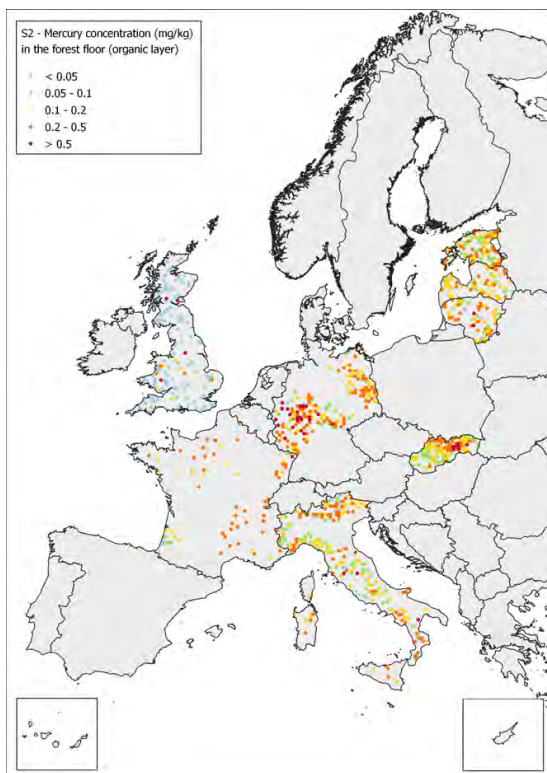 S2 - Mercury concentration (mg/kg)
in the forest floor (organic layer)
< 0.05
0.05 - 0.1
0.1 - 0.2
0.2 - 0.5
> 0.5